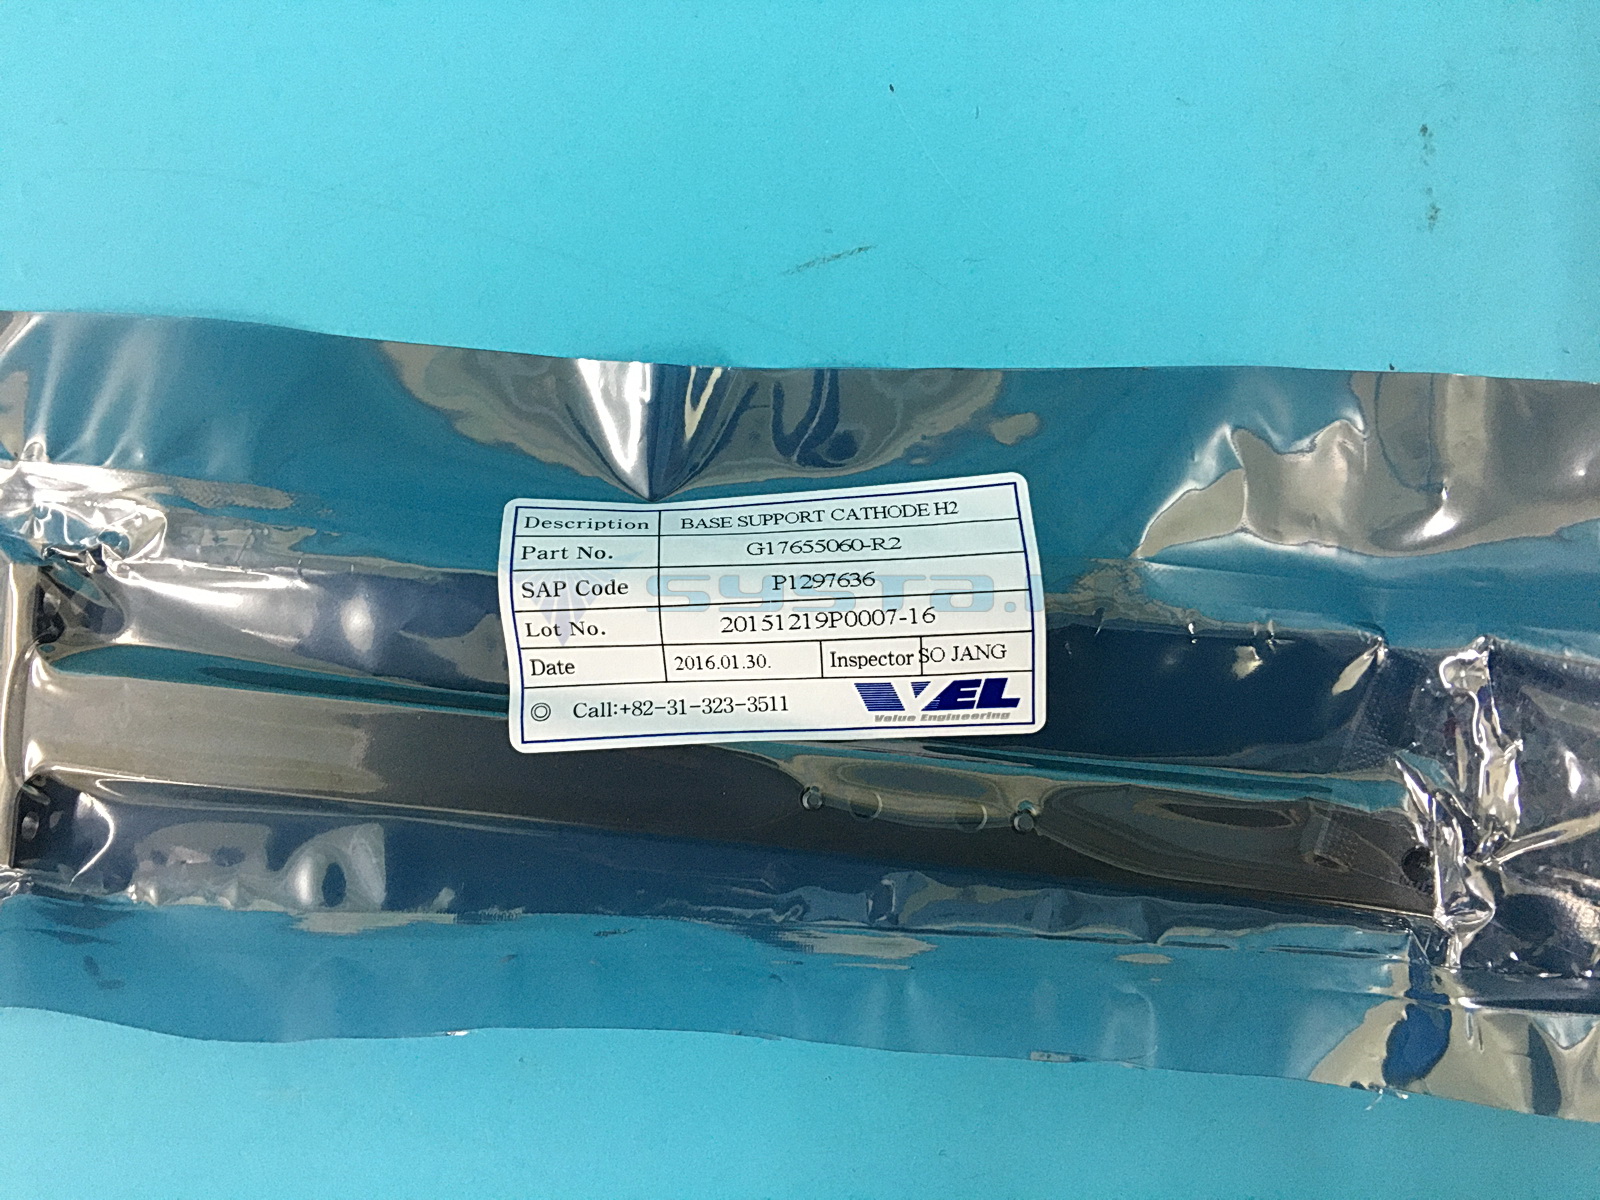 Description BASE SUPPORT CATHODE H2
Part No. G17655060-R2
SAP Code P1297636
Lot No. 20151219P0007-16
Date 2016.01.30. Inspector SO JANG
◎ Call:+82-31-323-3511 VEL
Value Engineering
systa.